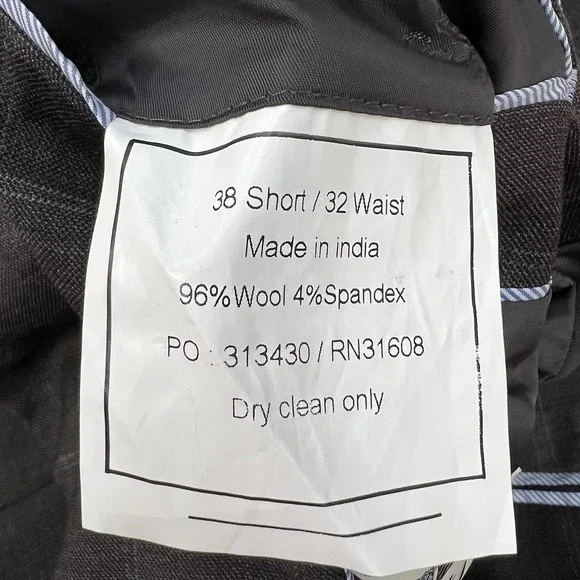 38 Short / 32 Waist
Made in india
96%Wool 4%Spandex
PO : 313430 / RN31608
Dry clean only